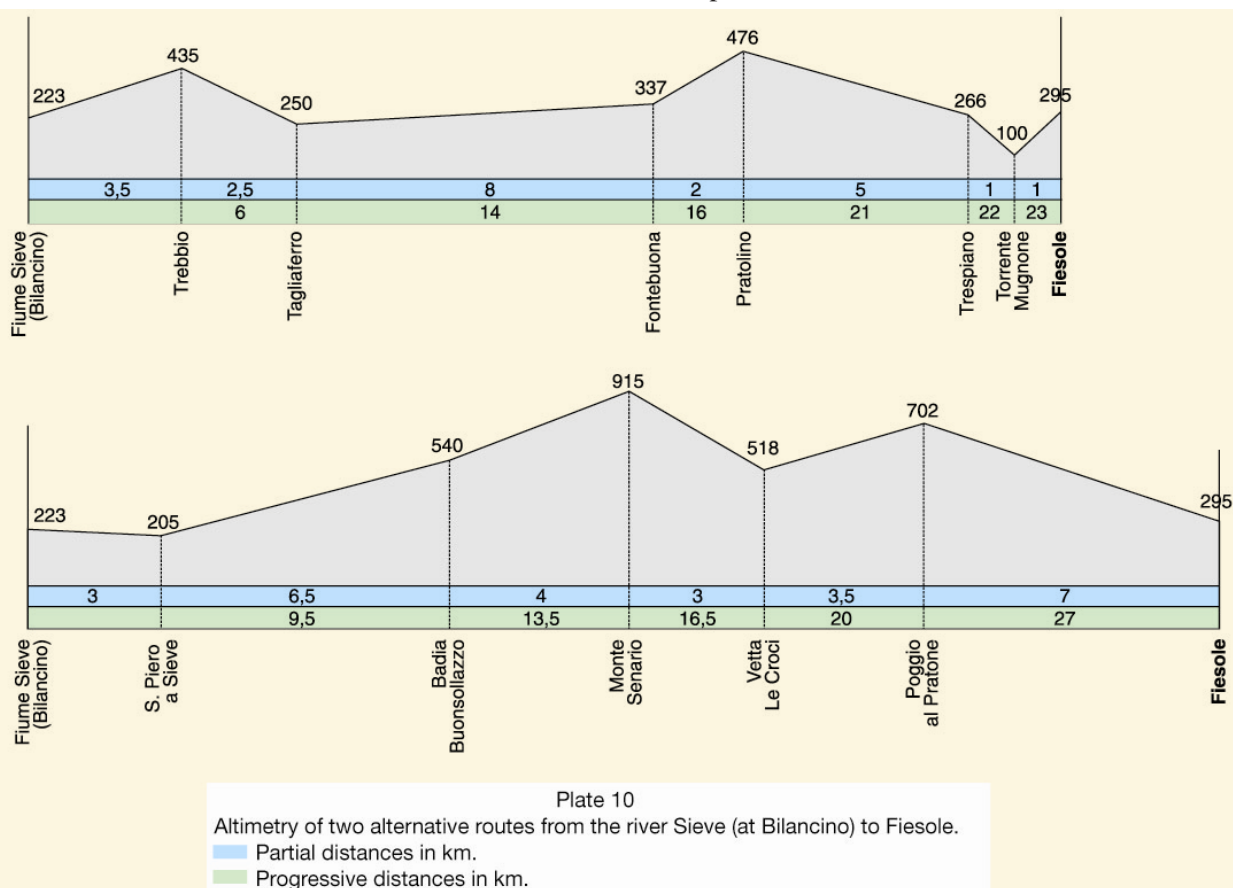 476
435
337
295
266
250
223
100
3,5 2,5 8 2 5 1 1
6 14 16 21 22 23
Fiume Sieve
(Bilancino)
Trebbio
Tagliaferro
Fontebuona
Pratolino
Trespiano
Torrente
Mugnone
Fiesole
915
702
540
518
295
223
205
3 6,5 4 3 3,5 7
9,5 13,5 16,5 20 27
Fiume Sieve
(Bilancino)
S. Piero
a Sieve
Badia
Buonsollazzo
Monte
Senario
Vetta
Le Croci
Poggio
al Pratone
Fiesole
Plate 10
Altimetry of two alternative routes from the river Sieve (at Bilancino) to Fiesole.
Partial distances in km.
Progressive distances in km.